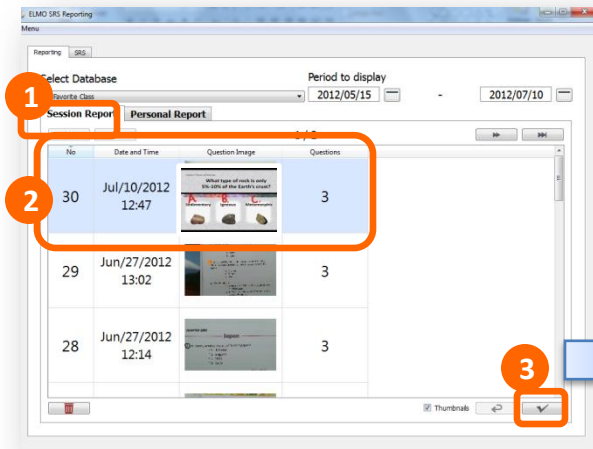 ELMO SRS Reporting
Menu
Reporting SRS
Select Database
Period to display
Favorite Class
2012/05/15 - 2012/07/10
1
Session Report Personal Report
No Date and Time Question Image Questions
2
30 Jul/10/2012 12:47 3
What type of rock is only
5%-10% of the Earth's crust?
A. B. C.
Sedimentary Igneous Metamorphic
29 Jun/27/2012 13:02 3
28 Jun/27/2012 12:14 3
3
Thumbnails